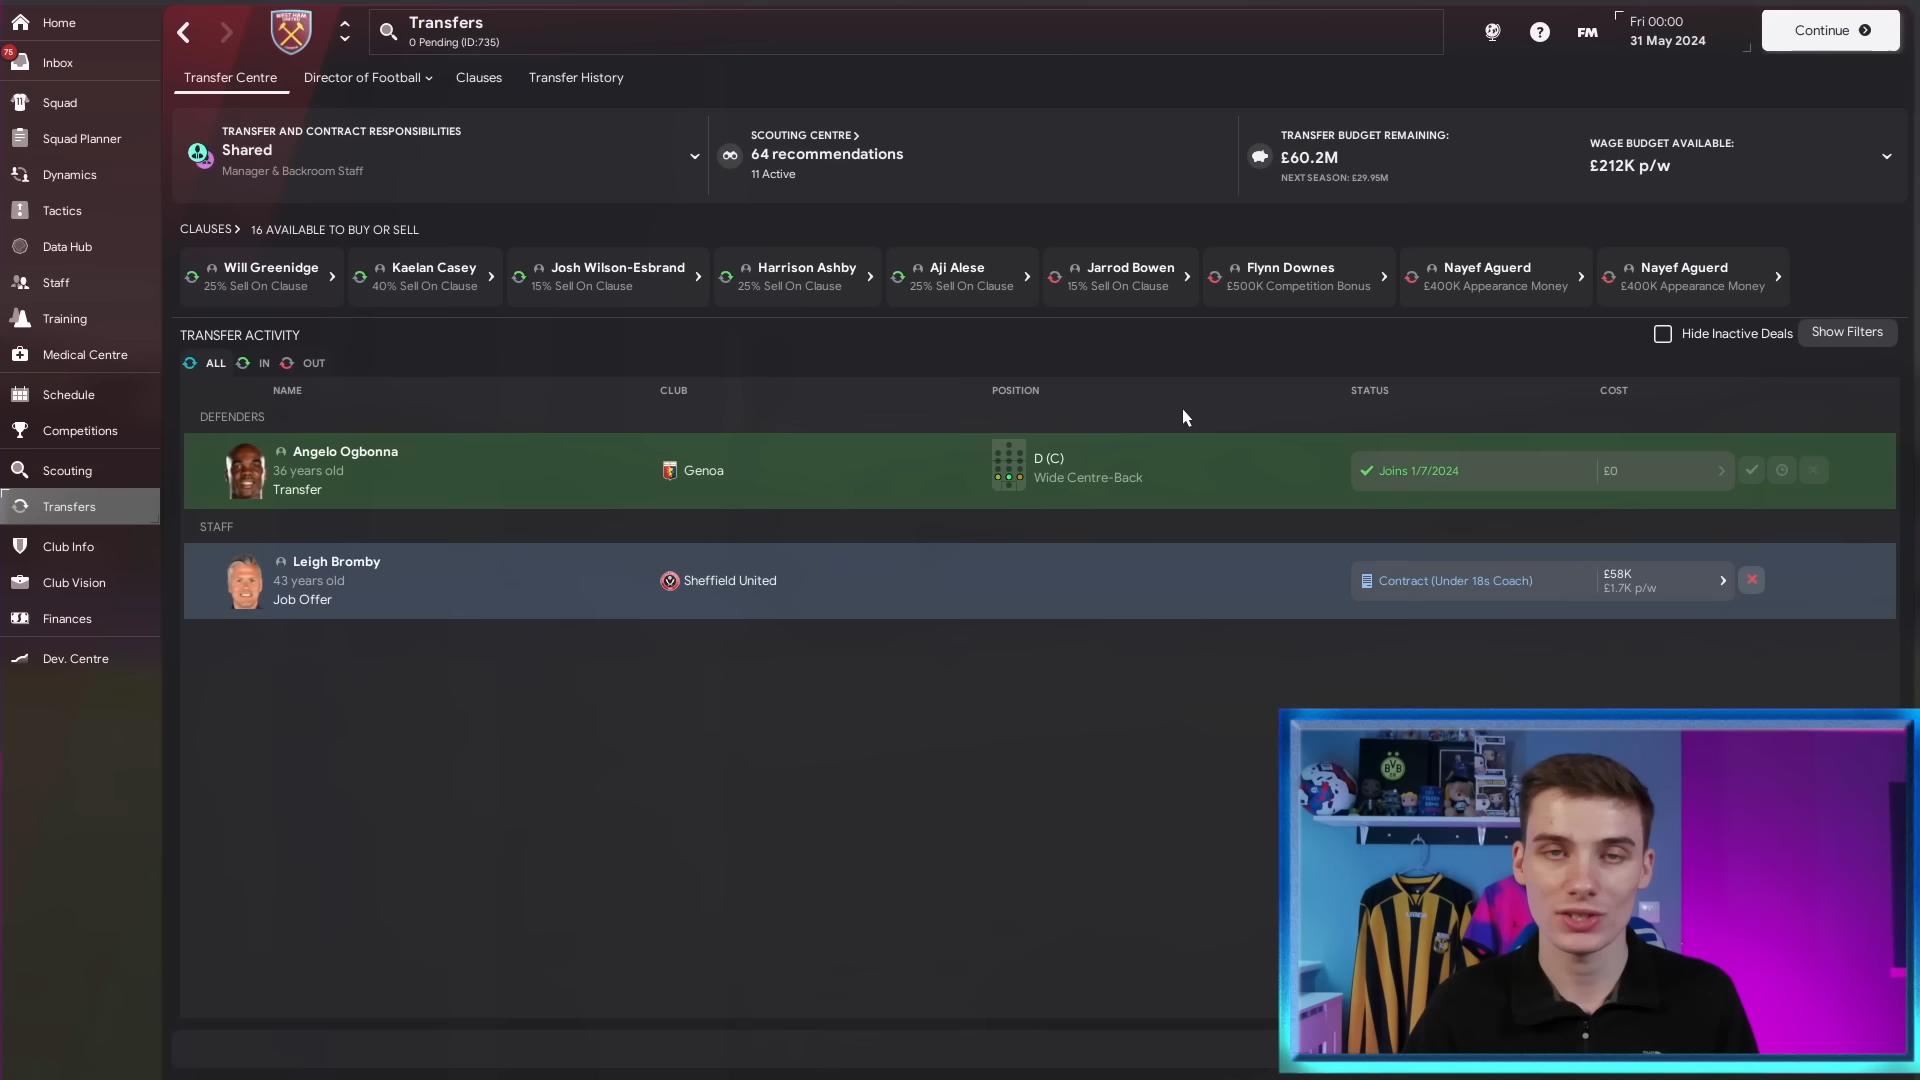 Home
75
Inbox
Squad
Squad Planner
Dynamics
Tactics
Data Hub
Staff
Training
Medical Centre
Schedule
Competitions
Scouting
Transfers
Club Info
Club Vision
Finances
Dev. Centre
Transfers
0 Pending (ID:735)
FM
Fri 00:00
31 May 2024
Continue
Transfer Centre
Director of Football
Clauses
Transfer History
TRANSFER AND CONTRACT RESPONSIBILITIES
Shared
Manager & Backroom Staff
SCOUTING CENTRE
64 recommendations
11 Active
TRANSFER BUDGET REMAINING:
£60.2M
NEXT SEASON: £29.95M
WAGE BUDGET AVAILABLE:
£212K p/w
CLAUSES
16 AVAILABLE TO BUY OR SELL
Will Greenidge
25% Sell On Clause
Kaelan Casey
40% Sell On Clause
Josh Wilson-Esbrand
15% Sell On Clause
Harrison Ashby
25% Sell On Clause
Aji Alese
25% Sell On Clause
Jarrod Bowen
15% Sell On Clause
Flynn Downes
£500K Competition Bonus
Nayef Aguerd
£400K Appearance Money
Nayef Aguerd
£400K Appearance Money
TRANSFER ACTIVITY
Hide Inactive Deals
Show Filters
ALL
IN
OUT
NAME
CLUB
POSITION
STATUS
COST
DEFENDERS
Angelo Ogbonna
36 years old
Transfer
Genoa
D (C)
Wide Centre-Back
Joins 1/7/2024
£0
STAFF
Leigh Bromby
43 years old
Job Offer
Sheffield United
Contract (Under 18s Coach)
£58K
£1.7K p/w
BVB